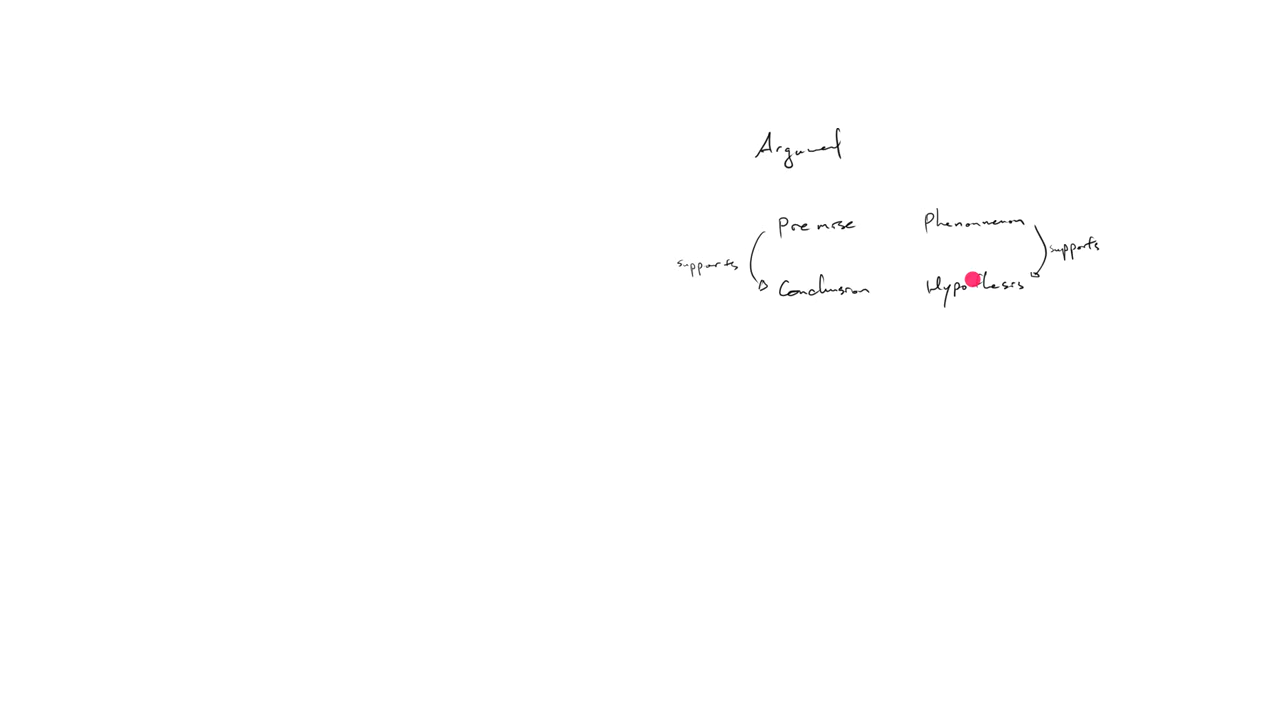 Argument
Premise Phenomenon
supports supports
Conclusion Hypothesis